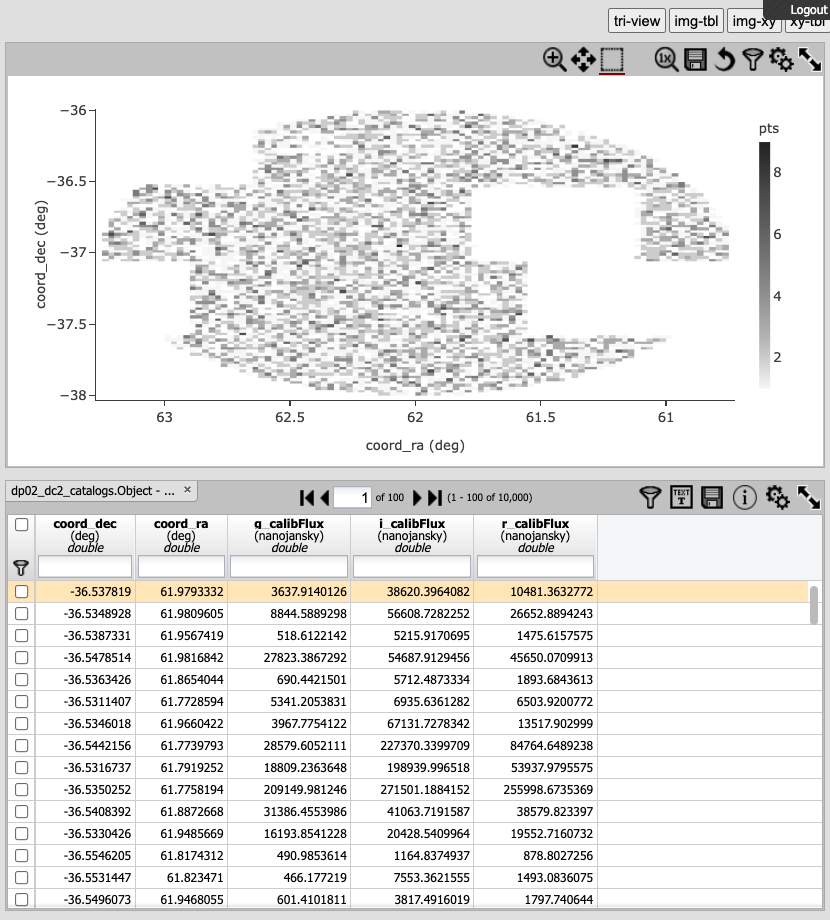 Logout
tri-view img-tbl img-xy xy-tbl
1x
pts
−36
−36.5
−37
−37.5
−38
coord_dec (deg)
8
6
4
2
63 62.5 62 61.5 61
coord_ra (deg)
dp02_dc2_catalogs.Object - ... × 1 of 100 (1 - 100 of 10,000) TEXT T i
coord_dec coord_ra g_calibFlux i_calibFlux r_calibFlux
(deg) (deg) (nanojansky) (nanojansky) (nanojansky)
double double double double double
-36.537819 61.9793332 3637.9140126 38620.3964082 10481.3632772
-36.5348928 61.9809605 8844.5889298 56608.7282252 26652.8894243
-36.5387331 61.9567419 518.6122142 5215.9170695 1475.6157575
-36.5478514 61.9816842 27823.3867292 54687.9129456 45650.0709913
-36.5363426 61.8654044 690.4421501 5712.4873334 1893.6843613
-36.5311407 61.7728594 5341.2053831 6935.6361282 6503.9200772
-36.5346018 61.9660422 3967.7754122 67131.7278342 13517.902999
-36.5442156 61.7739793 28579.6052111 227370.3399709 84764.6489238
-36.5316737 61.7919252 18809.2363648 198939.996518 53937.9795575
-36.5350252 61.7758194 209149.981246 271501.1884152 255998.6735369
-36.5408392 61.8872668 31386.4553986 41063.7191587 38579.823397
-36.5330426 61.9485669 16193.8541228 20428.5409964 19552.7160732
-36.5546205 61.8174312 490.9853614 1164.8374937 878.8027256
-36.5531447 61.823471 466.177219 7553.3621555 1493.0836075
-36.5496073 61.9468055 601.4101811 3817.4916019 1797.740644